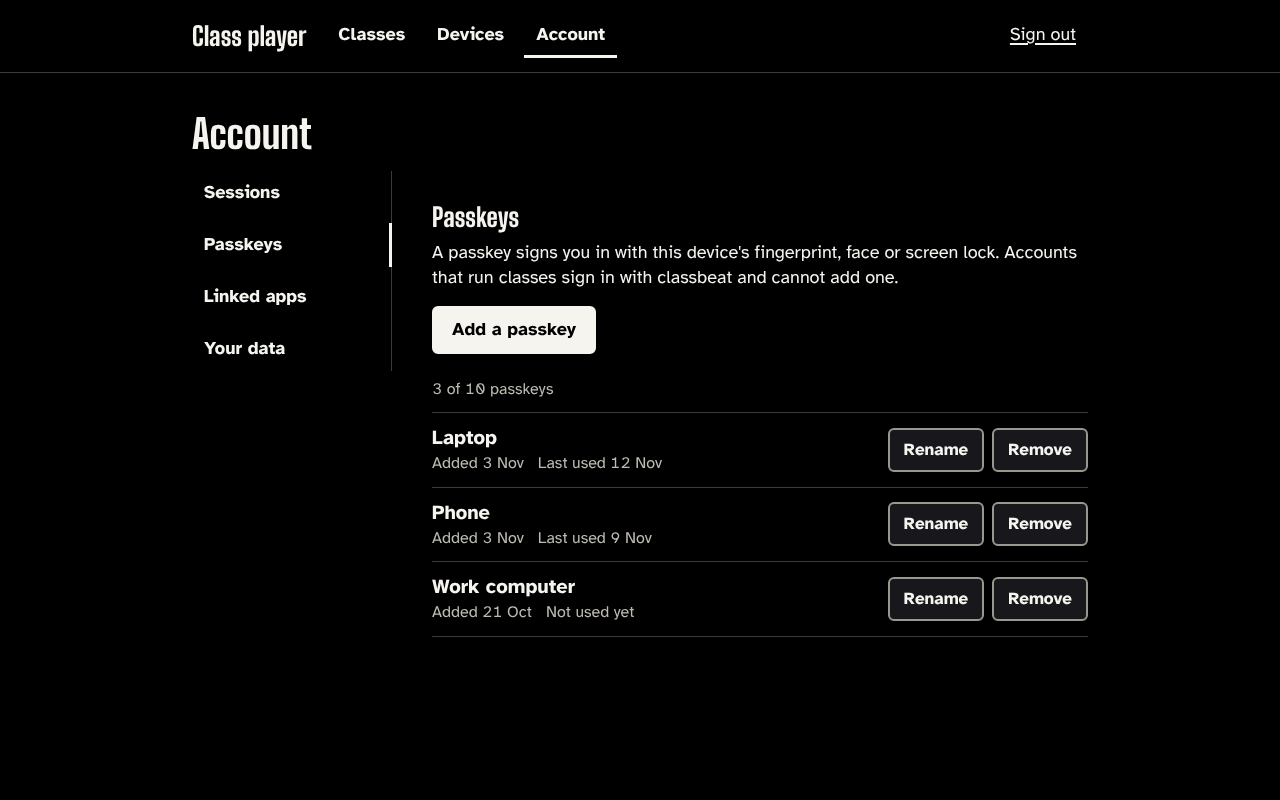 Class player
Classes
Devices
Account
Sign out
Account
Sessions
Passkeys
Linked apps
Your data
Passkeys
A passkey signs you in with this device's fingerprint, face or screen lock. Accounts
that run classes sign in with classbeat and cannot add one.
Add a passkey
3 of 10 passkeys
Laptop
Added 3 Nov Last used 12 Nov
Rename
Remove
Phone
Added 3 Nov Last used 9 Nov
Rename
Remove
Work computer
Added 21 Oct Not used yet
Rename
Remove